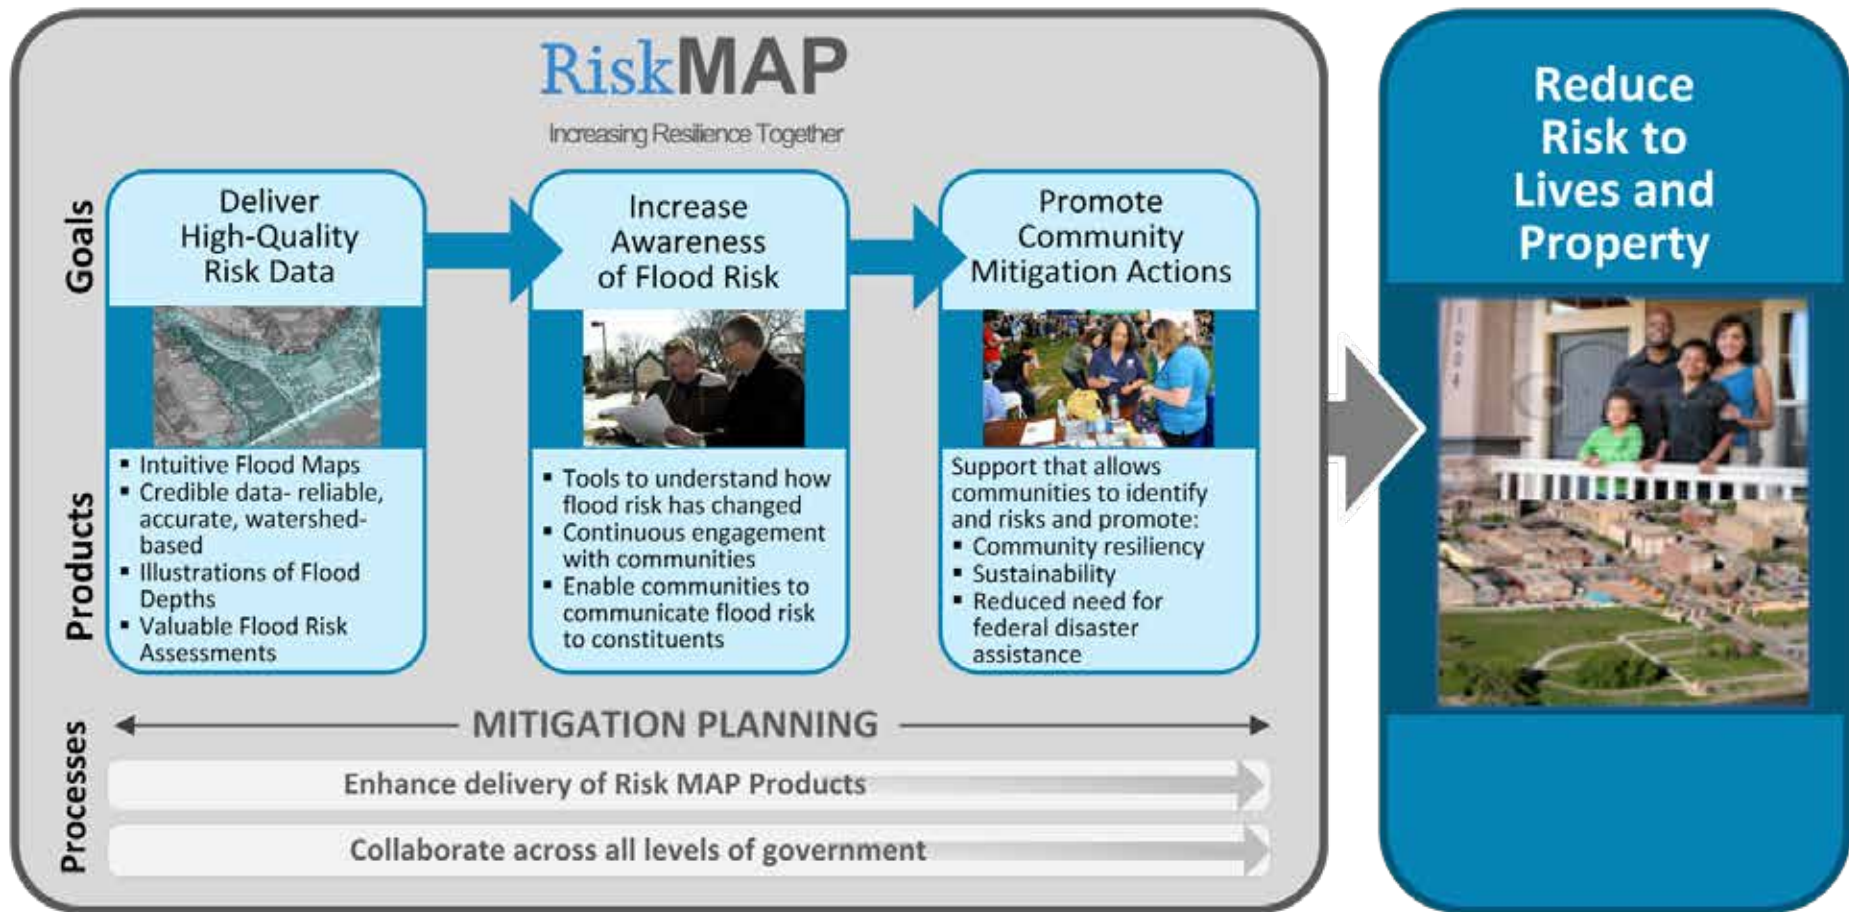 RiskMAP
Increasing Resilience Together
Goals
Deliver
High-Quality
Risk Data
Increase
Awareness
of Flood Risk
Promote
Community
Mitigation Actions
Products
▪ Intuitive Flood Maps
▪ Credible data- reliable,
accurate, watershed-
based
▪ Illustrations of Flood
Depths
▪ Valuable Flood Risk
Assessments
▪ Tools to understand how
flood risk has changed
▪ Continuous engagement
with communities
▪ Enable communities to
communicate flood risk
to constituents
Support that allows
communities to identify
and risks and promote:
▪ Community resiliency
▪ Sustainability
▪ Reduced need for
federal disaster
assistance
Processes
MITIGATION PLANNING
Enhance delivery of Risk MAP Products
Collaborate across all levels of government
Reduce
Risk to
Lives and
Property